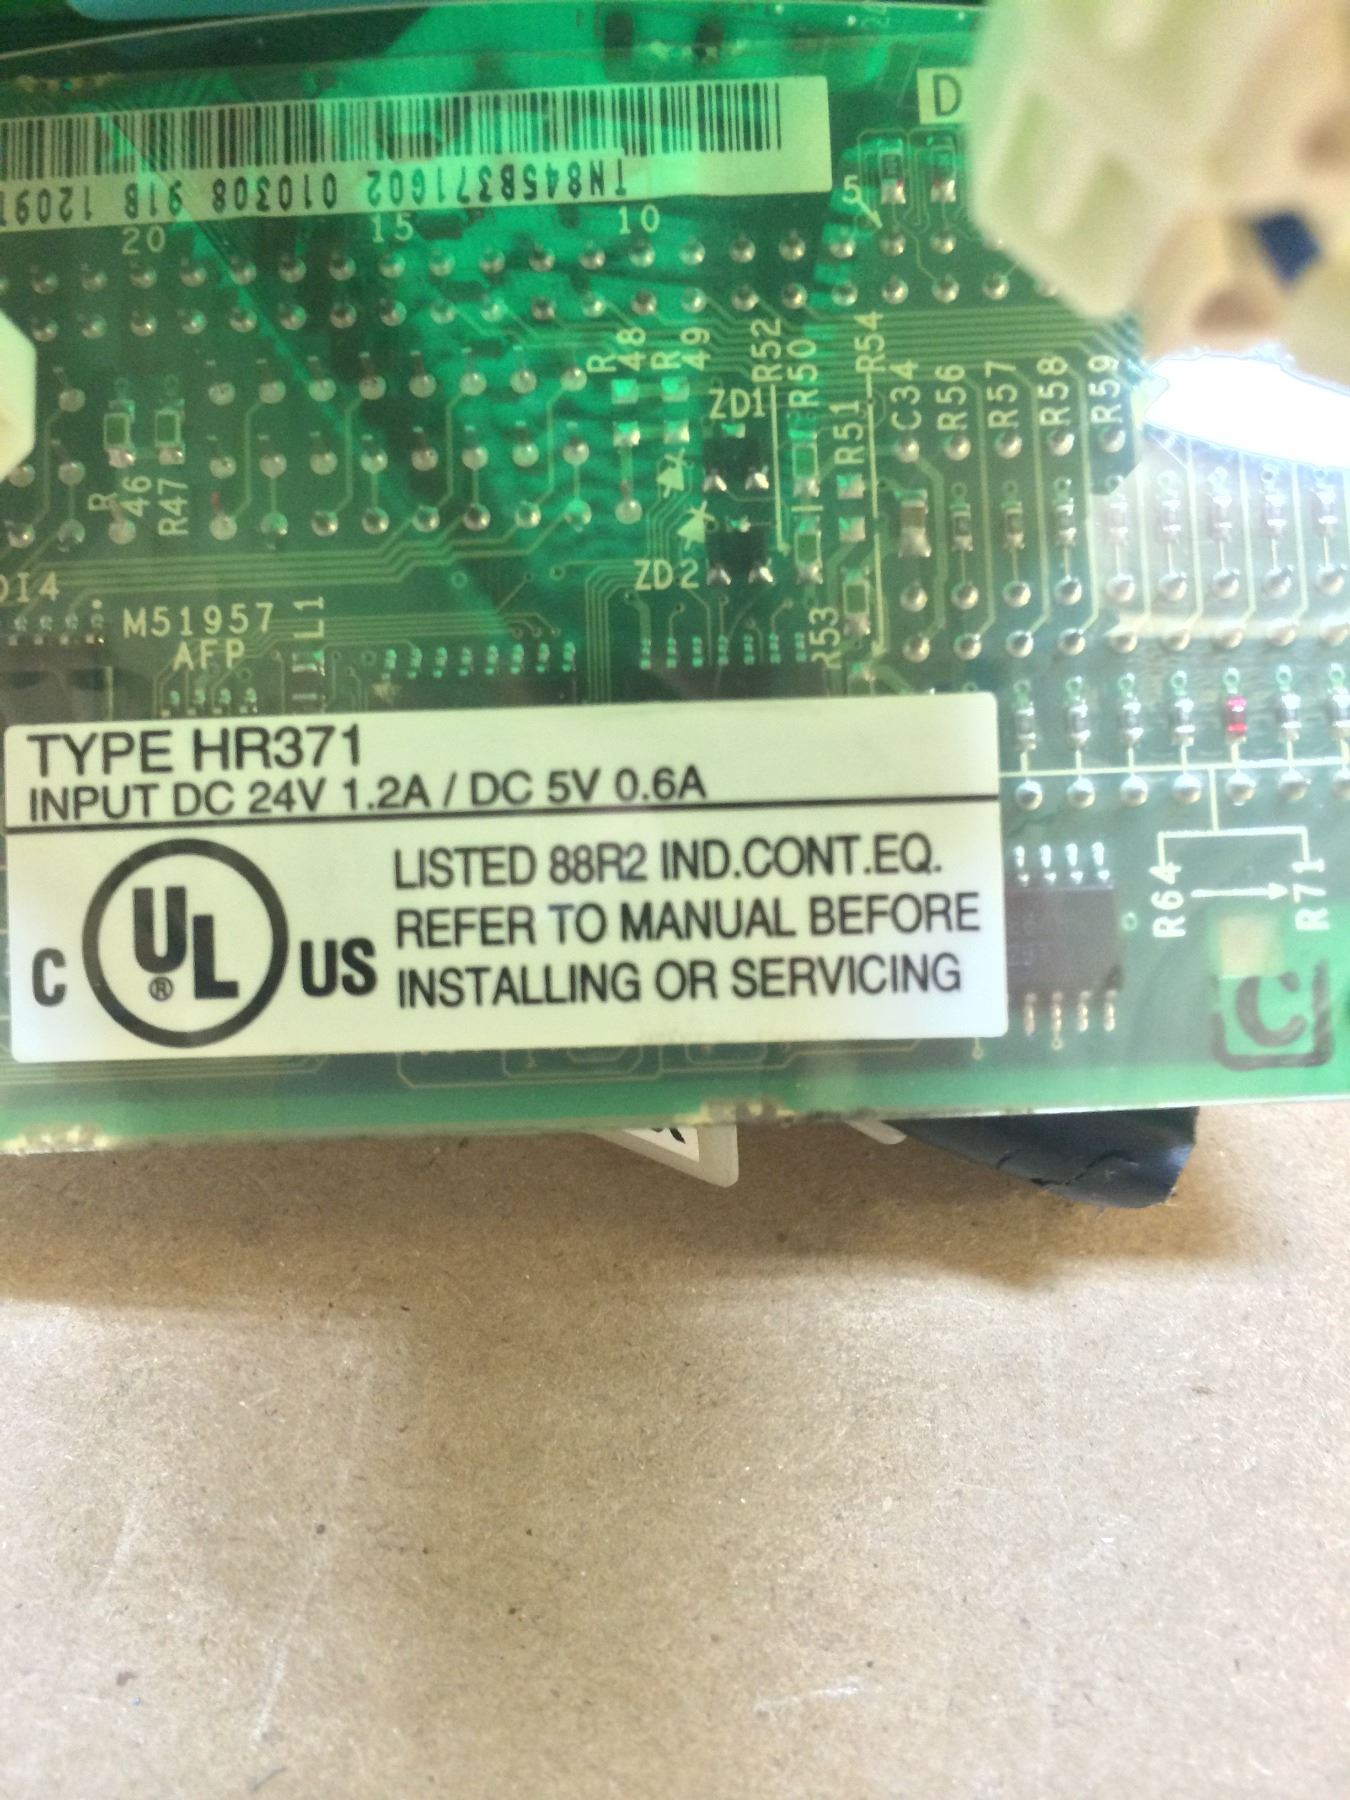 D
TN845B371G02 010308 91B 1209
20
15
10
5
R
48
R
49
R52
R50
R54
ZD1
R51
C34
R56
R57
R58
R59
R
46
R47
ZD2
DI4
M51957
AFP
L1
R53
TYPE HR371
INPUT DC 24V 1.2A / DC 5V 0.6A
C UL® US
LISTED 88R2 IND.CONT.EQ.
REFER TO MANUAL BEFORE
INSTALLING OR SERVICING
R64
R71
C